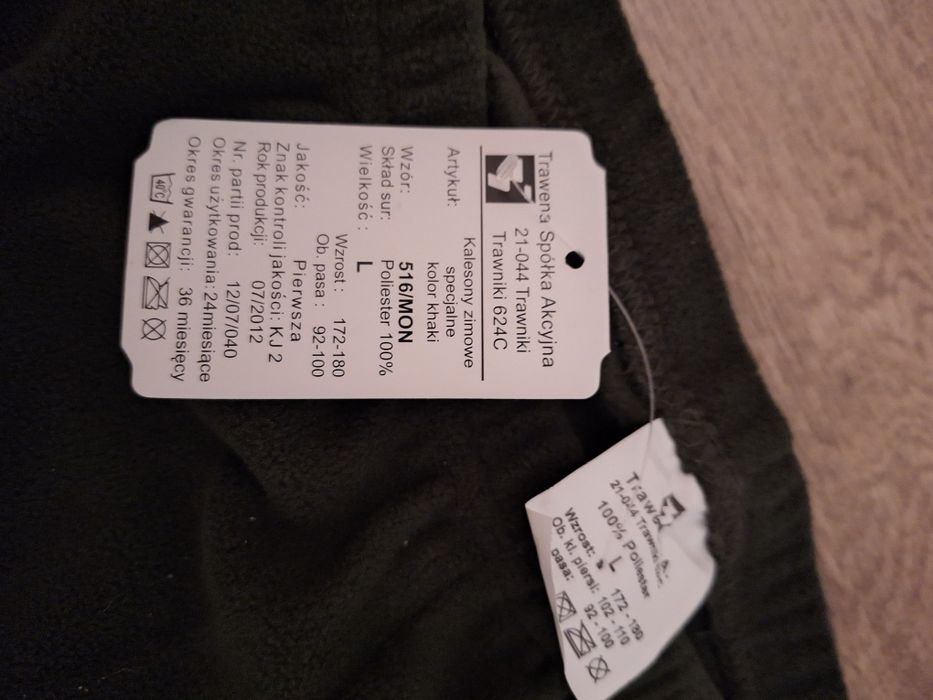 Trawena Spółka Akcyjna
21-044 Trawniki
Trawniki 624C
Artykuł: Kalesony zimowe
specjalne
kolor khaki
Wzór: 516/MON
Skład sur: Poliester 100%
Wielkość : L
Wzrost : 172-180
Ob. pasa : 92-100
Jakość: Pierwsza
Znak kontroli jakości: KJ 2
Rok produkcji: 07/2012
Nr. partii prod: 12/07/040
Okres użytkowania: 24miesiące
Okres gwarancji: 36 miesięcy
40°C
21-044 Trawniki
100% Poliester
L
Wzrost: 172 - 180
Ob. kl. piersi: 102 - 110
pasa: 92 - 100